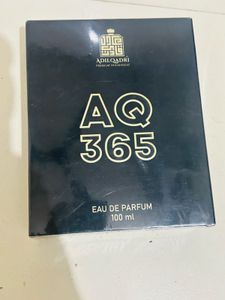 ADILQADRI
AQ
365
EAU DE PARFUM
100 ml